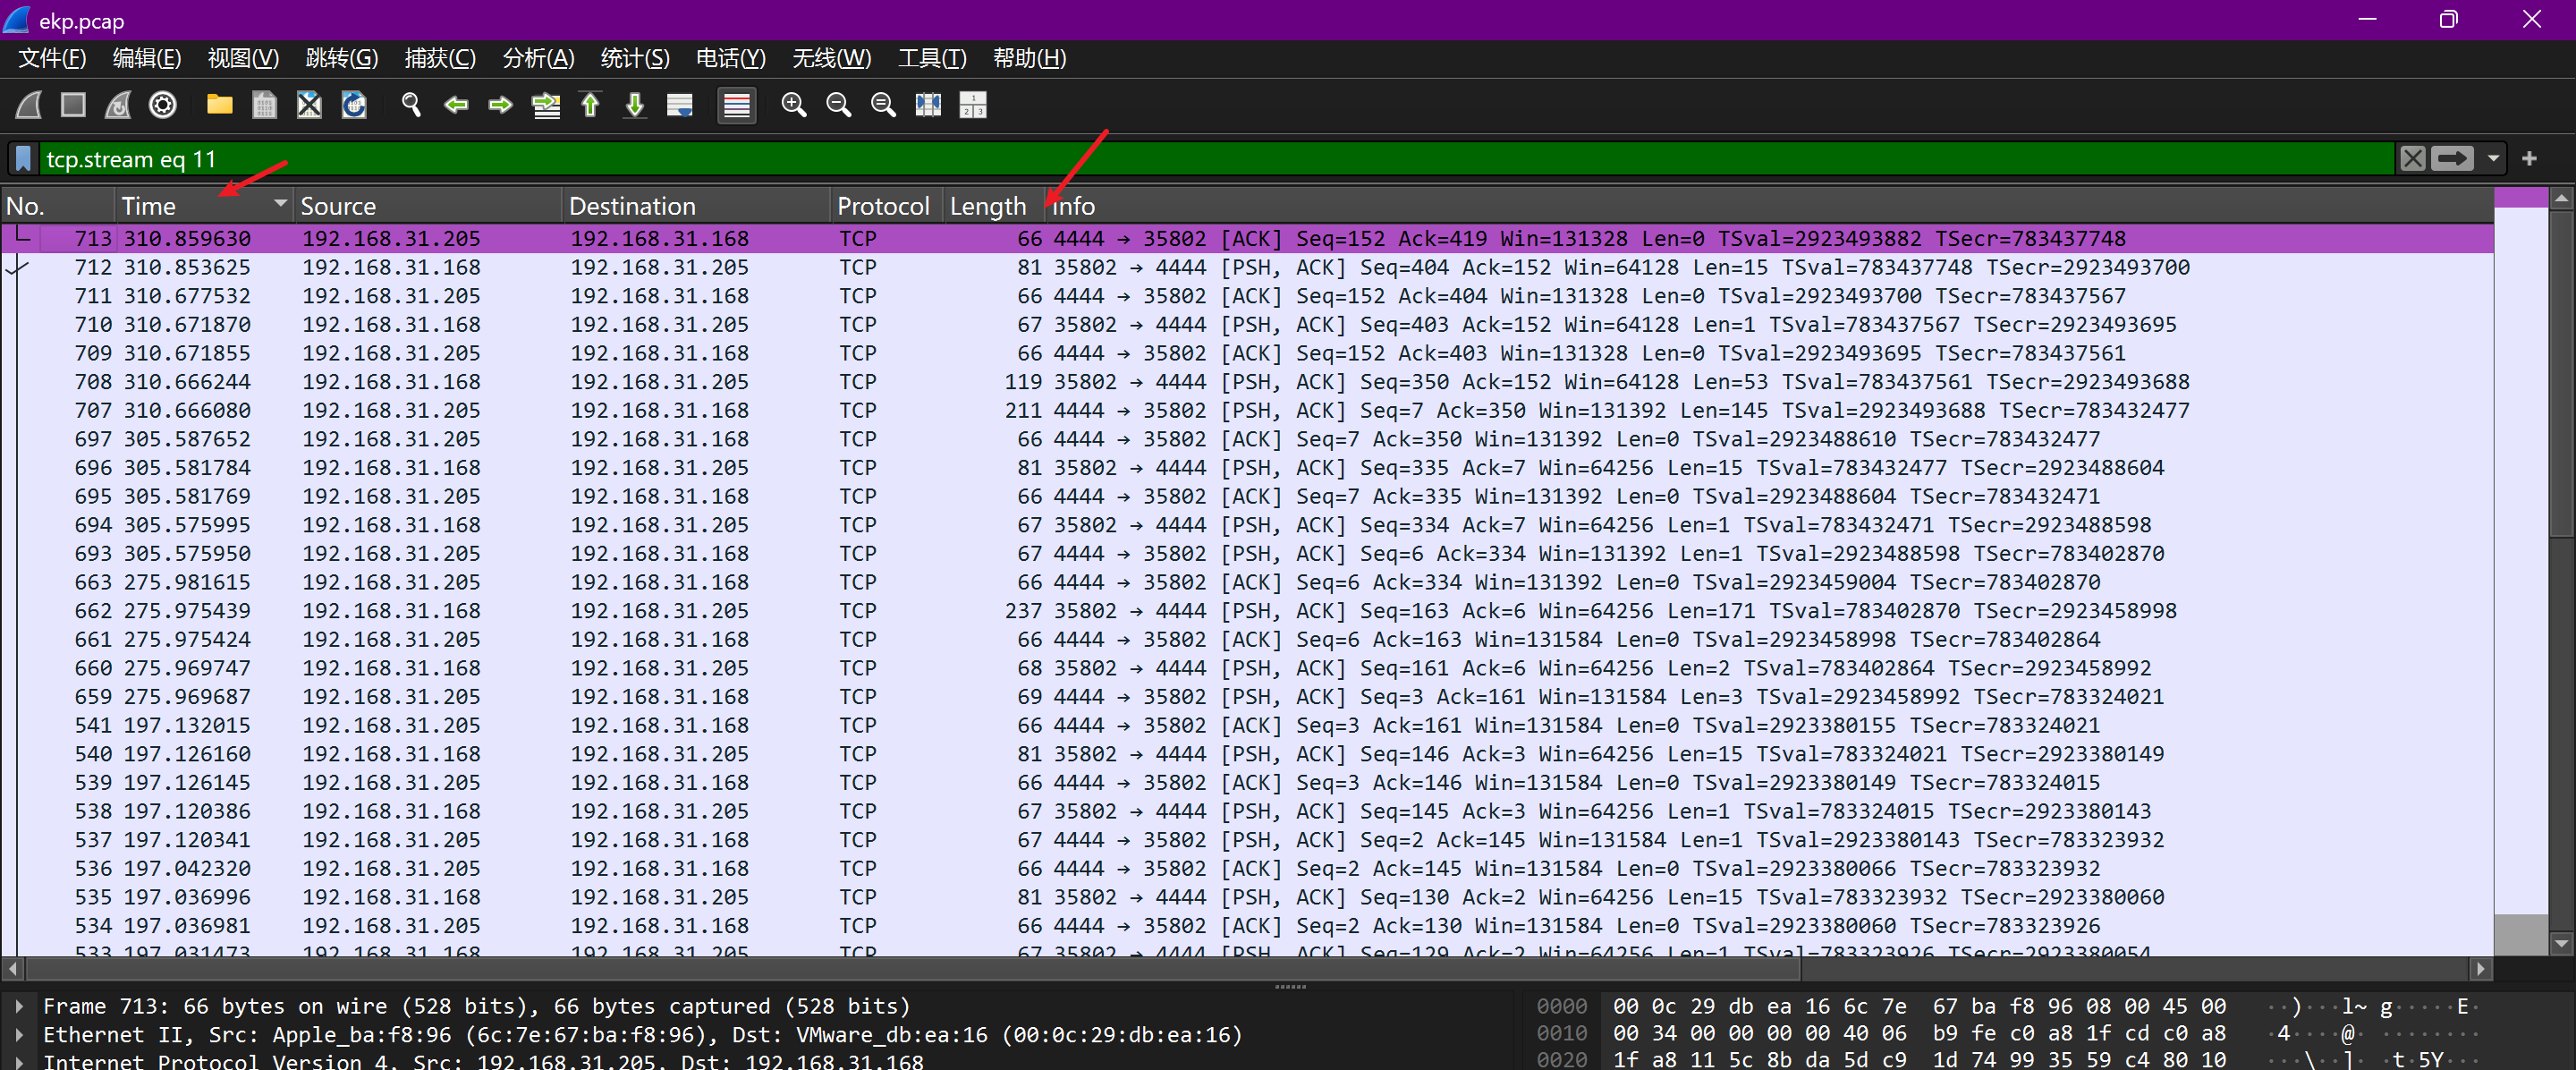 ekp.pcap
文件(F) 编辑(E) 视图(V) 跳转(G) 捕获(C) 分析(A) 统计(S) 电话(Y) 无线(W) 工具(T) 帮助(H)
tcp.stream eq 11
No. Time Source Destination Protocol Length Info
713 310.859630 192.168.31.205 192.168.31.168 TCP 66 4444 → 35802 [ACK] Seq=152 Ack=419 Win=131328 Len=0 TSval=2923493882 TSecr=783437748
712 310.853625 192.168.31.168 192.168.31.205 TCP 81 35802 → 4444 [PSH, ACK] Seq=404 Ack=152 Win=64128 Len=15 TSval=783437748 TSecr=2923493700
711 310.677532 192.168.31.205 192.168.31.168 TCP 66 4444 → 35802 [ACK] Seq=152 Ack=404 Win=131328 Len=0 TSval=2923493700 TSecr=783437567
710 310.671870 192.168.31.168 192.168.31.205 TCP 67 35802 → 4444 [PSH, ACK] Seq=403 Ack=152 Win=64128 Len=1 TSval=783437567 TSecr=2923493695
709 310.671855 192.168.31.205 192.168.31.168 TCP 66 4444 → 35802 [ACK] Seq=152 Ack=403 Win=131328 Len=0 TSval=2923493695 TSecr=783437561
708 310.666244 192.168.31.168 192.168.31.205 TCP 119 35802 → 4444 [PSH, ACK] Seq=350 Ack=152 Win=64128 Len=53 TSval=783437561 TSecr=2923493688
707 310.666080 192.168.31.205 192.168.31.168 TCP 211 4444 → 35802 [PSH, ACK] Seq=7 Ack=350 Win=131392 Len=145 TSval=2923493688 TSecr=783432477
697 305.587652 192.168.31.205 192.168.31.168 TCP 66 4444 → 35802 [ACK] Seq=7 Ack=350 Win=131392 Len=0 TSval=2923488610 TSecr=783432477
696 305.581784 192.168.31.168 192.168.31.205 TCP 81 35802 → 4444 [PSH, ACK] Seq=335 Ack=7 Win=64256 Len=15 TSval=783432477 TSecr=2923488604
695 305.581769 192.168.31.205 192.168.31.168 TCP 66 4444 → 35802 [ACK] Seq=7 Ack=335 Win=131392 Len=0 TSval=2923488604 TSecr=783432471
694 305.575995 192.168.31.168 192.168.31.205 TCP 67 35802 → 4444 [PSH, ACK] Seq=334 Ack=7 Win=64256 Len=1 TSval=783432471 TSecr=2923488598
693 305.575950 192.168.31.205 192.168.31.168 TCP 67 4444 → 35802 [PSH, ACK] Seq=6 Ack=334 Win=131392 Len=1 TSval=2923488598 TSecr=783402870
663 275.981615 192.168.31.205 192.168.31.168 TCP 66 4444 → 35802 [ACK] Seq=6 Ack=334 Win=131392 Len=0 TSval=2923459004 TSecr=783402870
662 275.975439 192.168.31.168 192.168.31.205 TCP 237 35802 → 4444 [PSH, ACK] Seq=163 Ack=6 Win=64256 Len=171 TSval=783402870 TSecr=2923458998
661 275.975424 192.168.31.205 192.168.31.168 TCP 66 4444 → 35802 [ACK] Seq=6 Ack=163 Win=131584 Len=0 TSval=2923458998 TSecr=783402864
660 275.969747 192.168.31.168 192.168.31.205 TCP 68 35802 → 4444 [PSH, ACK] Seq=161 Ack=6 Win=64256 Len=2 TSval=783402864 TSecr=2923458992
659 275.969687 192.168.31.205 192.168.31.168 TCP 69 4444 → 35802 [PSH, ACK] Seq=3 Ack=161 Win=131584 Len=3 TSval=2923458992 TSecr=783324021
541 197.132015 192.168.31.205 192.168.31.168 TCP 66 4444 → 35802 [ACK] Seq=3 Ack=161 Win=131584 Len=0 TSval=2923380155 TSecr=783324021
540 197.126160 192.168.31.168 192.168.31.205 TCP 81 35802 → 4444 [PSH, ACK] Seq=146 Ack=3 Win=64256 Len=15 TSval=783324021 TSecr=2923380149
539 197.126145 192.168.31.205 192.168.31.168 TCP 66 4444 → 35802 [ACK] Seq=3 Ack=146 Win=131584 Len=0 TSval=2923380149 TSecr=783324015
538 197.120386 192.168.31.168 192.168.31.205 TCP 67 35802 → 4444 [PSH, ACK] Seq=145 Ack=3 Win=64256 Len=1 TSval=783324015 TSecr=2923380143
537 197.120341 192.168.31.205 192.168.31.168 TCP 67 4444 → 35802 [PSH, ACK] Seq=2 Ack=145 Win=131584 Len=1 TSval=2923380143 TSecr=783323932
536 197.042320 192.168.31.205 192.168.31.168 TCP 66 4444 → 35802 [ACK] Seq=2 Ack=145 Win=131584 Len=0 TSval=2923380066 TSecr=783323932
535 197.036996 192.168.31.168 192.168.31.205 TCP 81 35802 → 4444 [PSH, ACK] Seq=130 Ack=2 Win=64256 Len=15 TSval=783323932 TSecr=2923380060
534 197.036981 192.168.31.205 192.168.31.168 TCP 66 4444 → 35802 [ACK] Seq=2 Ack=130 Win=131584 Len=0 TSval=2923380060 TSecr=783323926
533 197.031473 192.168.31.168 192.168.31.205 TCP 67 35802 → 4444 [PSH, ACK] Seq=129 Ack=2 Win=64256 Len=1 TSval=783323926 TSecr=2923380054
Frame 713: 66 bytes on wire (528 bits), 66 bytes captured (528 bits)
Ethernet II, Src: Apple_ba:f8:96 (6c:7e:67:ba:f8:96), Dst: VMware_db:ea:16 (00:0c:29:db:ea:16)
Internet Protocol Version 4, Src: 192.168.31.205, Dst: 192.168.31.168
0000 00 0c 29 db ea 16 6c 7e 67 ba f8 96 08 00 45 00 ··)···l~ g·····E·
0010 00 34 00 00 00 00 40 06 b9 fe c0 a8 1f cd c0 a8 ·4····@· ········
0020 1f a8 11 5c 8b da 5d c9 1d 74 99 35 59 c4 80 10 ···\··]· ·t·5Y···